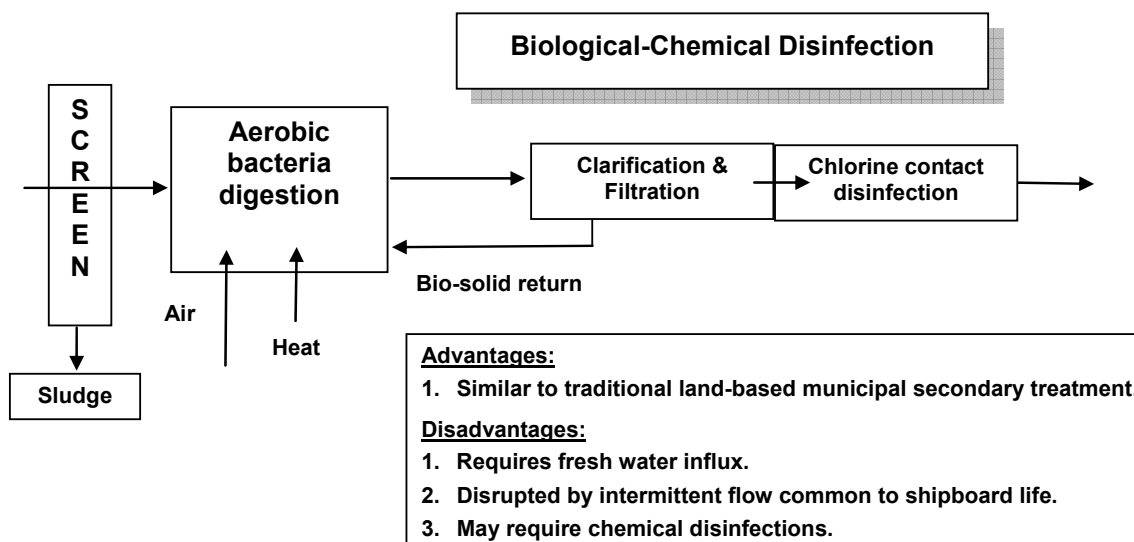 Biological-Chemical Disinfection
SCREEN
Aerobic
bacteria
digestion
Clarification &
Filtration
Chlorine contact
disinfection
Bio-solid return
Air
Heat
Sludge
Advantages:
1. Similar to traditional land-based municipal secondary treatment.
Disadvantages:
1. Requires fresh water influx.
2. Disrupted by intermittent flow common to shipboard life.
3. May require chemical disinfections.